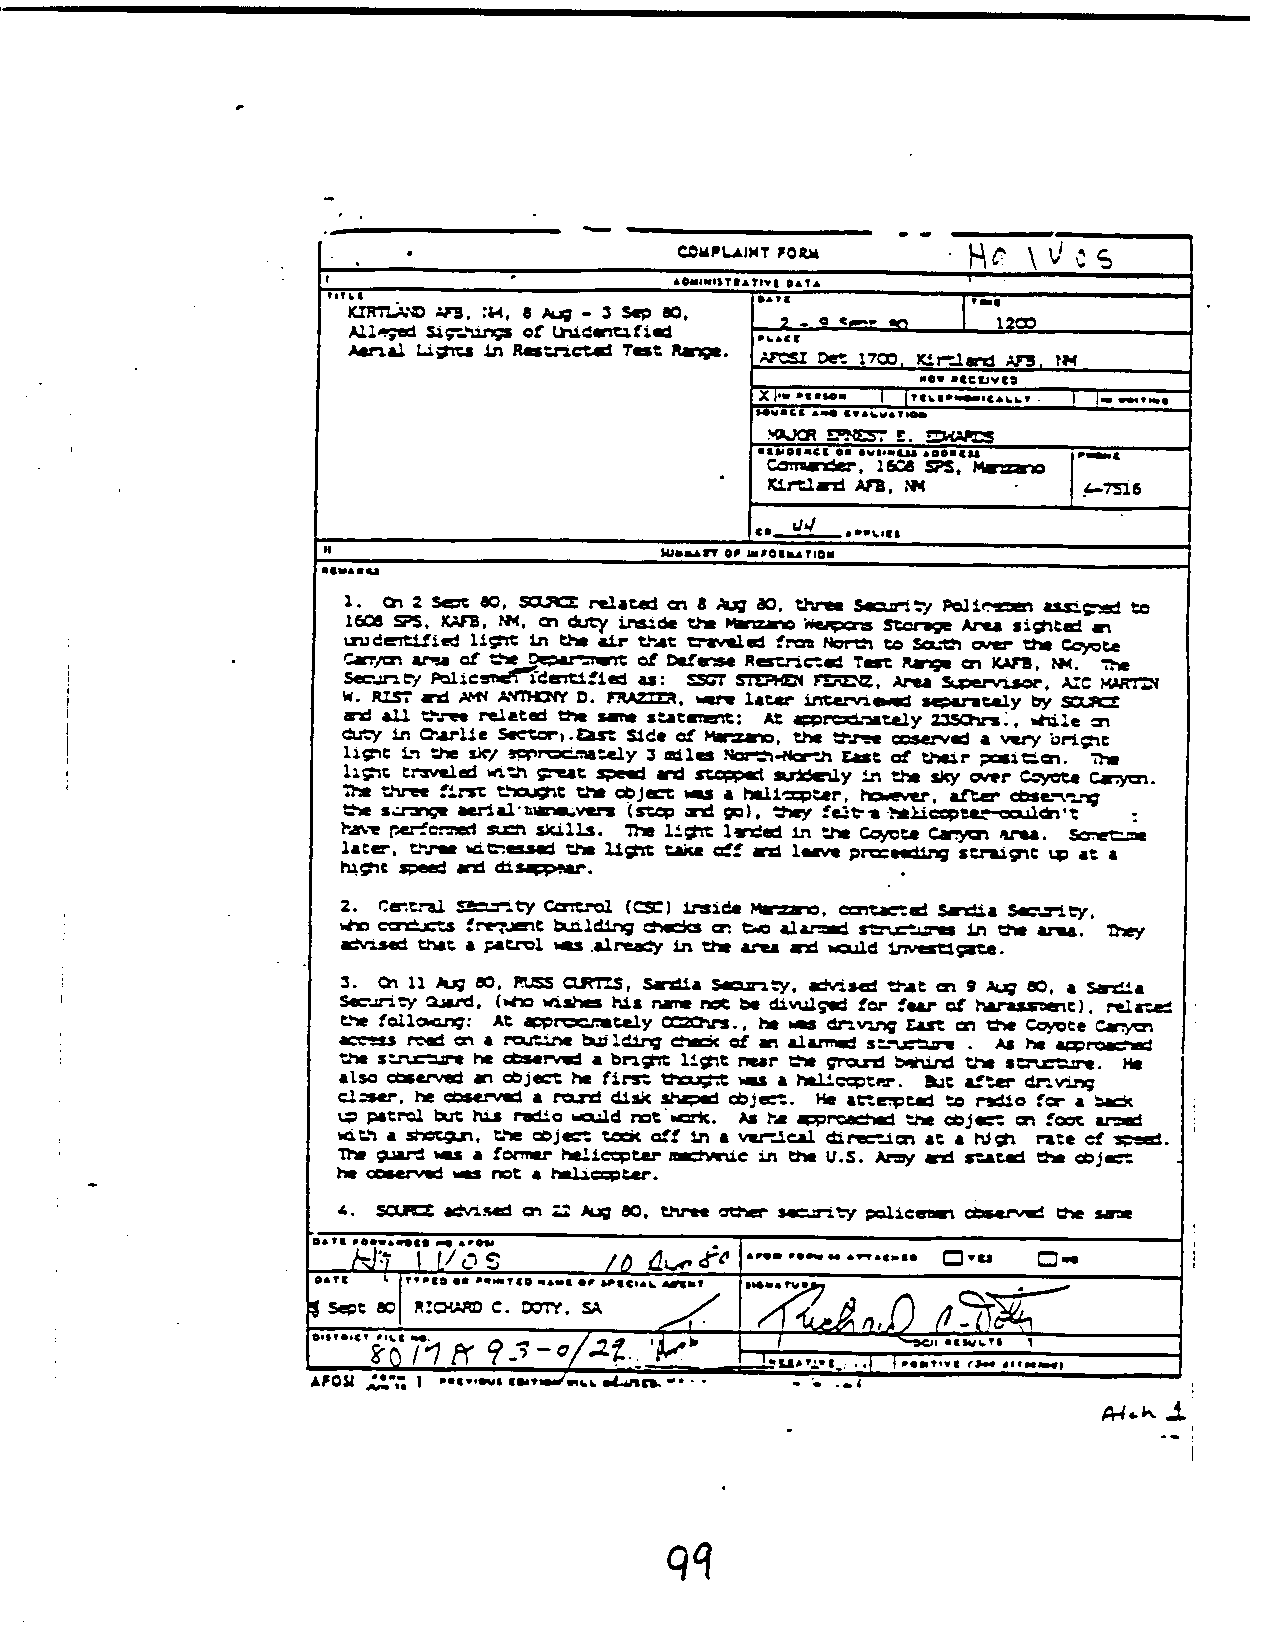 COMPLAINT FORM
ADMINISTRATIVE DATA
TITLE
KIRTLAND AFB, NM, 8 Aug - 3 Sep 80,
Alleged Sigthings of Unidentified
Aerial Lights in Restricted Test Range.
DATE
2 - 9 Sept 80
TIME
1200
PLACE
AFOSI Det 1700, Kirtland AFB, NM
HOW RECEIVED
X IN PERSON
TELEPHONICALLY
IN WRITING
SOURCE AND EVALUATION
MAJOR ERNEST E. EDWARDS
RESIDENCE OR BUSINESS ADDRESS
Commander, 1608 SPS, Manzano
Kirtland AFB, NM
PHONE
4-7516
CR 44 APPLIES
II
SUMMARY OF INFORMATION
REMARKS
1. On 2 Sept 80, SOURCE related on 8 Aug 80, three Security Policemen assigned to
1608 SPS, KAFB, NM, on duty inside the Manzano Weapons Storage Area sighted an
unidentified light in the air that traveled from North to South over the Coyote
Canyon area of the Department of Defense Restricted Test Range on KAFB, NM. The
Security Policemen identified as: SSGT STEPHEN FERENZ, Area Supervisor, AIC MARTIN
W. RIST and AMN ANTHONY D. FRAZIER, were later interviewed separately by SOURCE
and all three related the same statement: At approximately 2350hrs., while on
duty in Charlie Sector, East Side of Manzano, the three observed a very bright
light in the sky approximately 3 miles North-North East of their position. The
light traveled with great speed and stopped suddenly in the sky over Coyote Canyon.
The three first thought the object was a helicopter, however, after observing
the strange aerial maneuvers (stop and go), they felt a helicopter couldn't
have performed such skills. The light landed in the Coyote Canyon area. Sometime
later, three witnessed the light take off and leave proceeding straight up at a
hight speed and disappear.
2. Central Security Control (CSC) inside Manzano, contacted Sandia Security,
who conducts frequent building checks on two alarmed structures in the area. They
advised that a patrol was already in the area and would investigate.
3. On 11 Aug 80, RUSS CURTIS, Sandia Security, advised that on 9 Aug 80, a Sandia
Security Guard, (who wishes his name not be divulged for fear of harassment), related
the following: At approximately 0020hrs., he was driving East on the Coyote Canyon
access road on a routine building check of an alarmed structure . As he approached
the structure he observed a bright light near the ground behind the structure. He
also observed an object he first thought was a helicopter. But after driving
closer, he observed a round disk shaped object. He attempted to radio for a back
up patrol but his radio would not work. As he approached the object on foot armed
with a shotgun, the object took off in a vertical direction at a high rate of speed.
The guard was a former helicopter mechanic in the U.S. Army and stated the object
he observed was not a helicopter.
4. SOURCE advised on 22 Aug 80, three other security policemen observed the same
DATE FORWARDED HQ AFOSI
AFOSI FORM 96 ATTACHED
YES
NO
DATE
TYPED OR PRINTED NAME OF SPECIAL AGENT
SIGNATURE
Sept 80
RICHARD C. DOTY, SA
Richard C. Doty
DISTRICT FILE NO.
8017 93-0/29
DCII RESULTS
NEGATIVE
POSITIVE (See Attached)
AFOSI FORM 1 PREVIOUS EDITION WILL BE USED
Atch 1
99